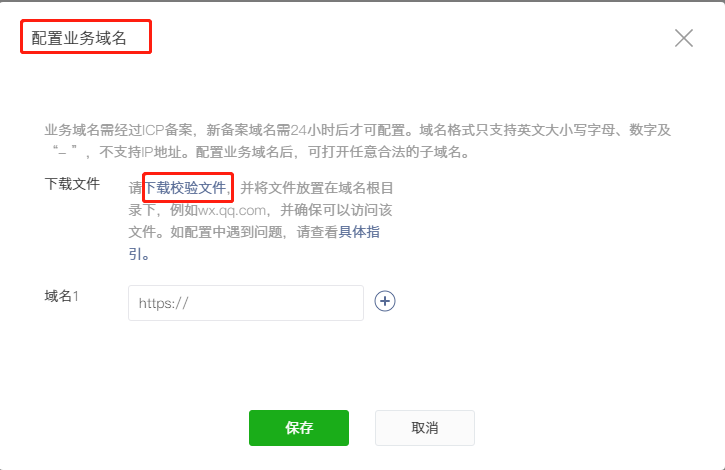 配置业务域名
业务域名需经过ICP备案，新备案域名需24小时后才可配置。域名格式只支持英文大小写字母、数字及
“- ”，不支持IP地址。配置业务域名后，可打开任意合法的子域名。
下载文件
请下载校验文件，并将文件放置在域名根目
录下，例如wx.qq.com，并确保可以访问该
文件。如配置中遇到问题，请查看具体指
引。
域名1
https://
保存
取消